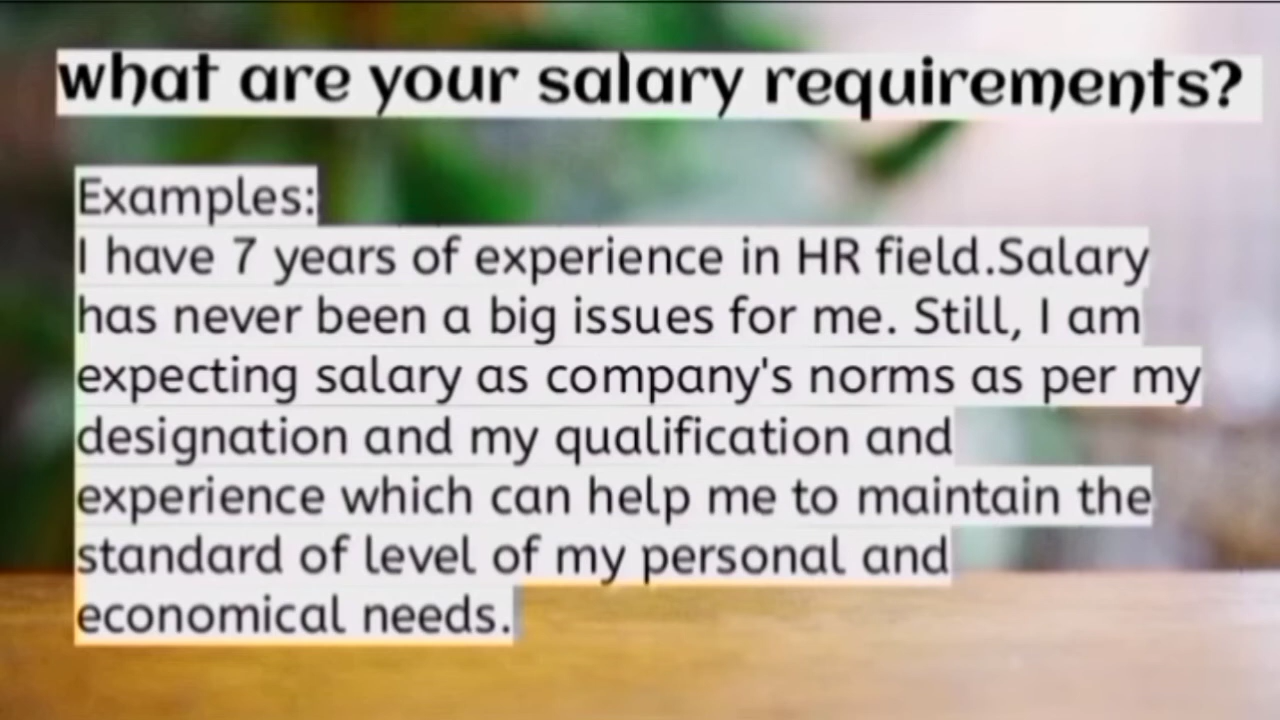 what are your salary requirements?
Examples:
I have 7 years of experience in HR field.Salary
has never been a big issues for me. Still, I am
expecting salary as company's norms as per my
designation and my qualification and
experience which can help me to maintain the
standard of level of my personal and
economical needs.